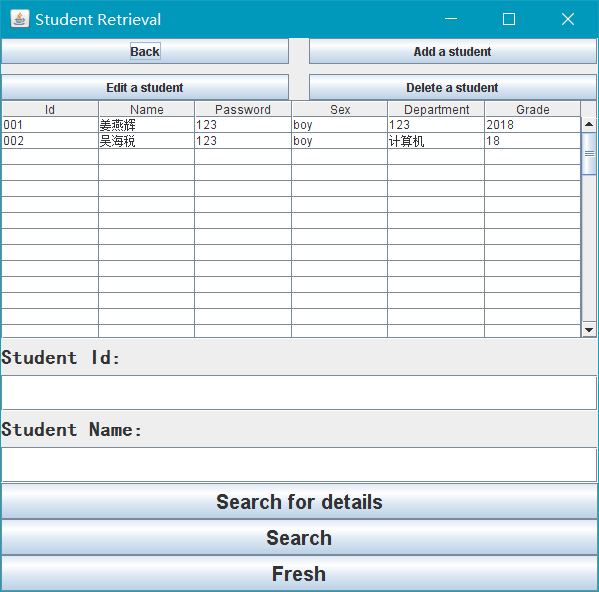 Student Retrieval
Back Add a student
Edit a student Delete a student
Id Name Password Sex Department Grade
001 姜燕辉 123 boy 123 2018
002 吴海税 123 boy 计算机 18
Student Id:
Student Name:
Search for details
Search
Fresh